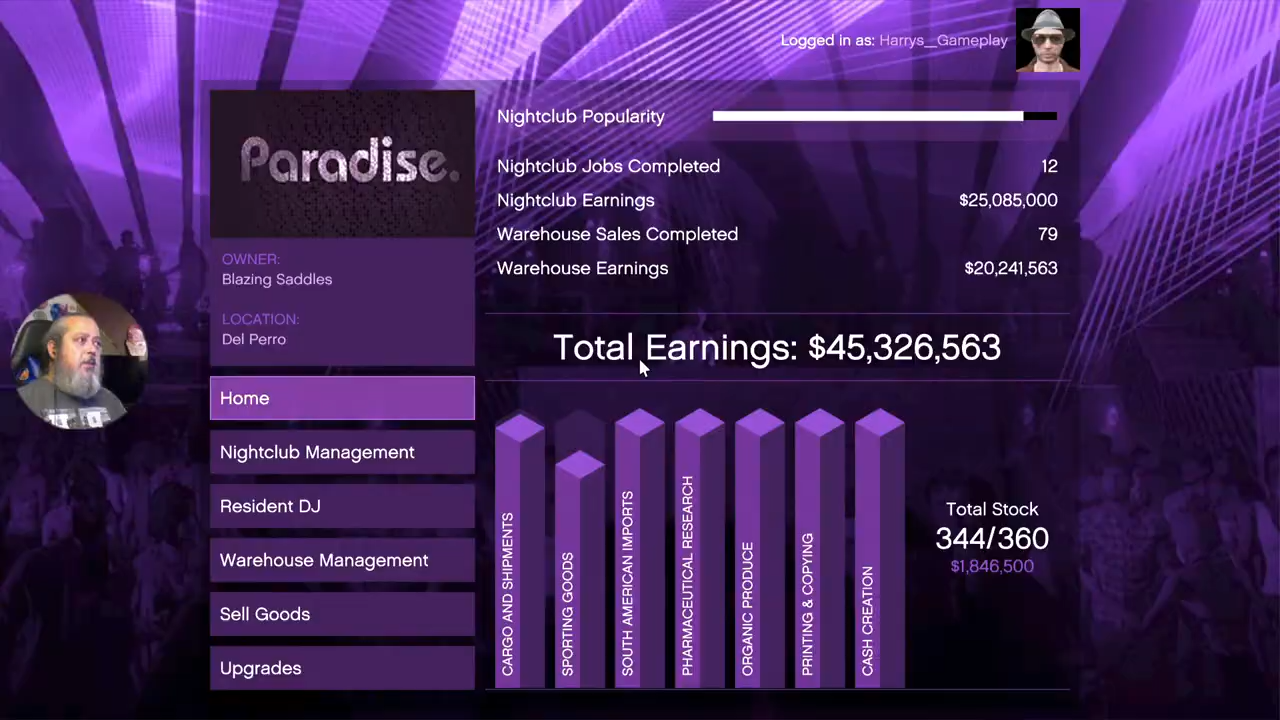 Logged in as: Harrys__Gameplay
Paradise.
OWNER:
Blazing Saddles
LOCATION:
Del Perro
Home
Nightclub Management
Resident DJ
Warehouse Management
Sell Goods
Upgrades
Nightclub Popularity
Nightclub Jobs Completed 12
Nightclub Earnings $25,085,000
Warehouse Sales Completed 79
Warehouse Earnings $20,241,563
Total Earnings: $45,326,563
CARGO AND SHIPMENTS
SPORTING GOODS
SOUTH AMERICAN IMPORTS
PHARMACEUTICAL RESEARCH
ORGANIC PRODUCE
PRINTING & COPYING
CASH CREATION
Total Stock
344/360
$1,846,500